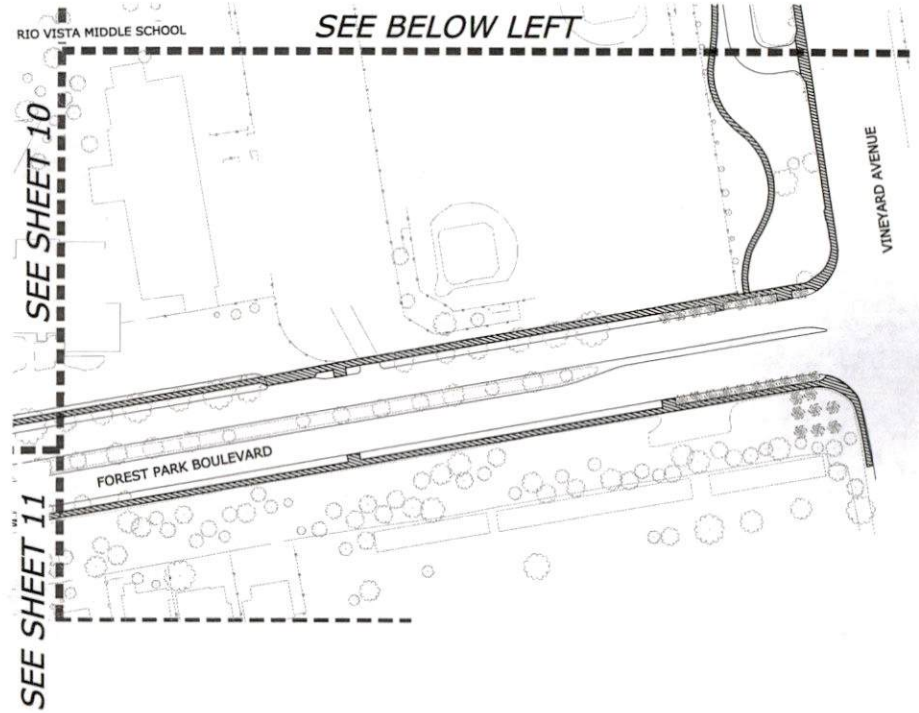 SEE BELOW LEFT
RIO VISTA MIDDLE SCHOOL
SEE SHEET 10
VINEYARD AVENUE
FOREST PARK BOULEVARD
SEE SHEET 11